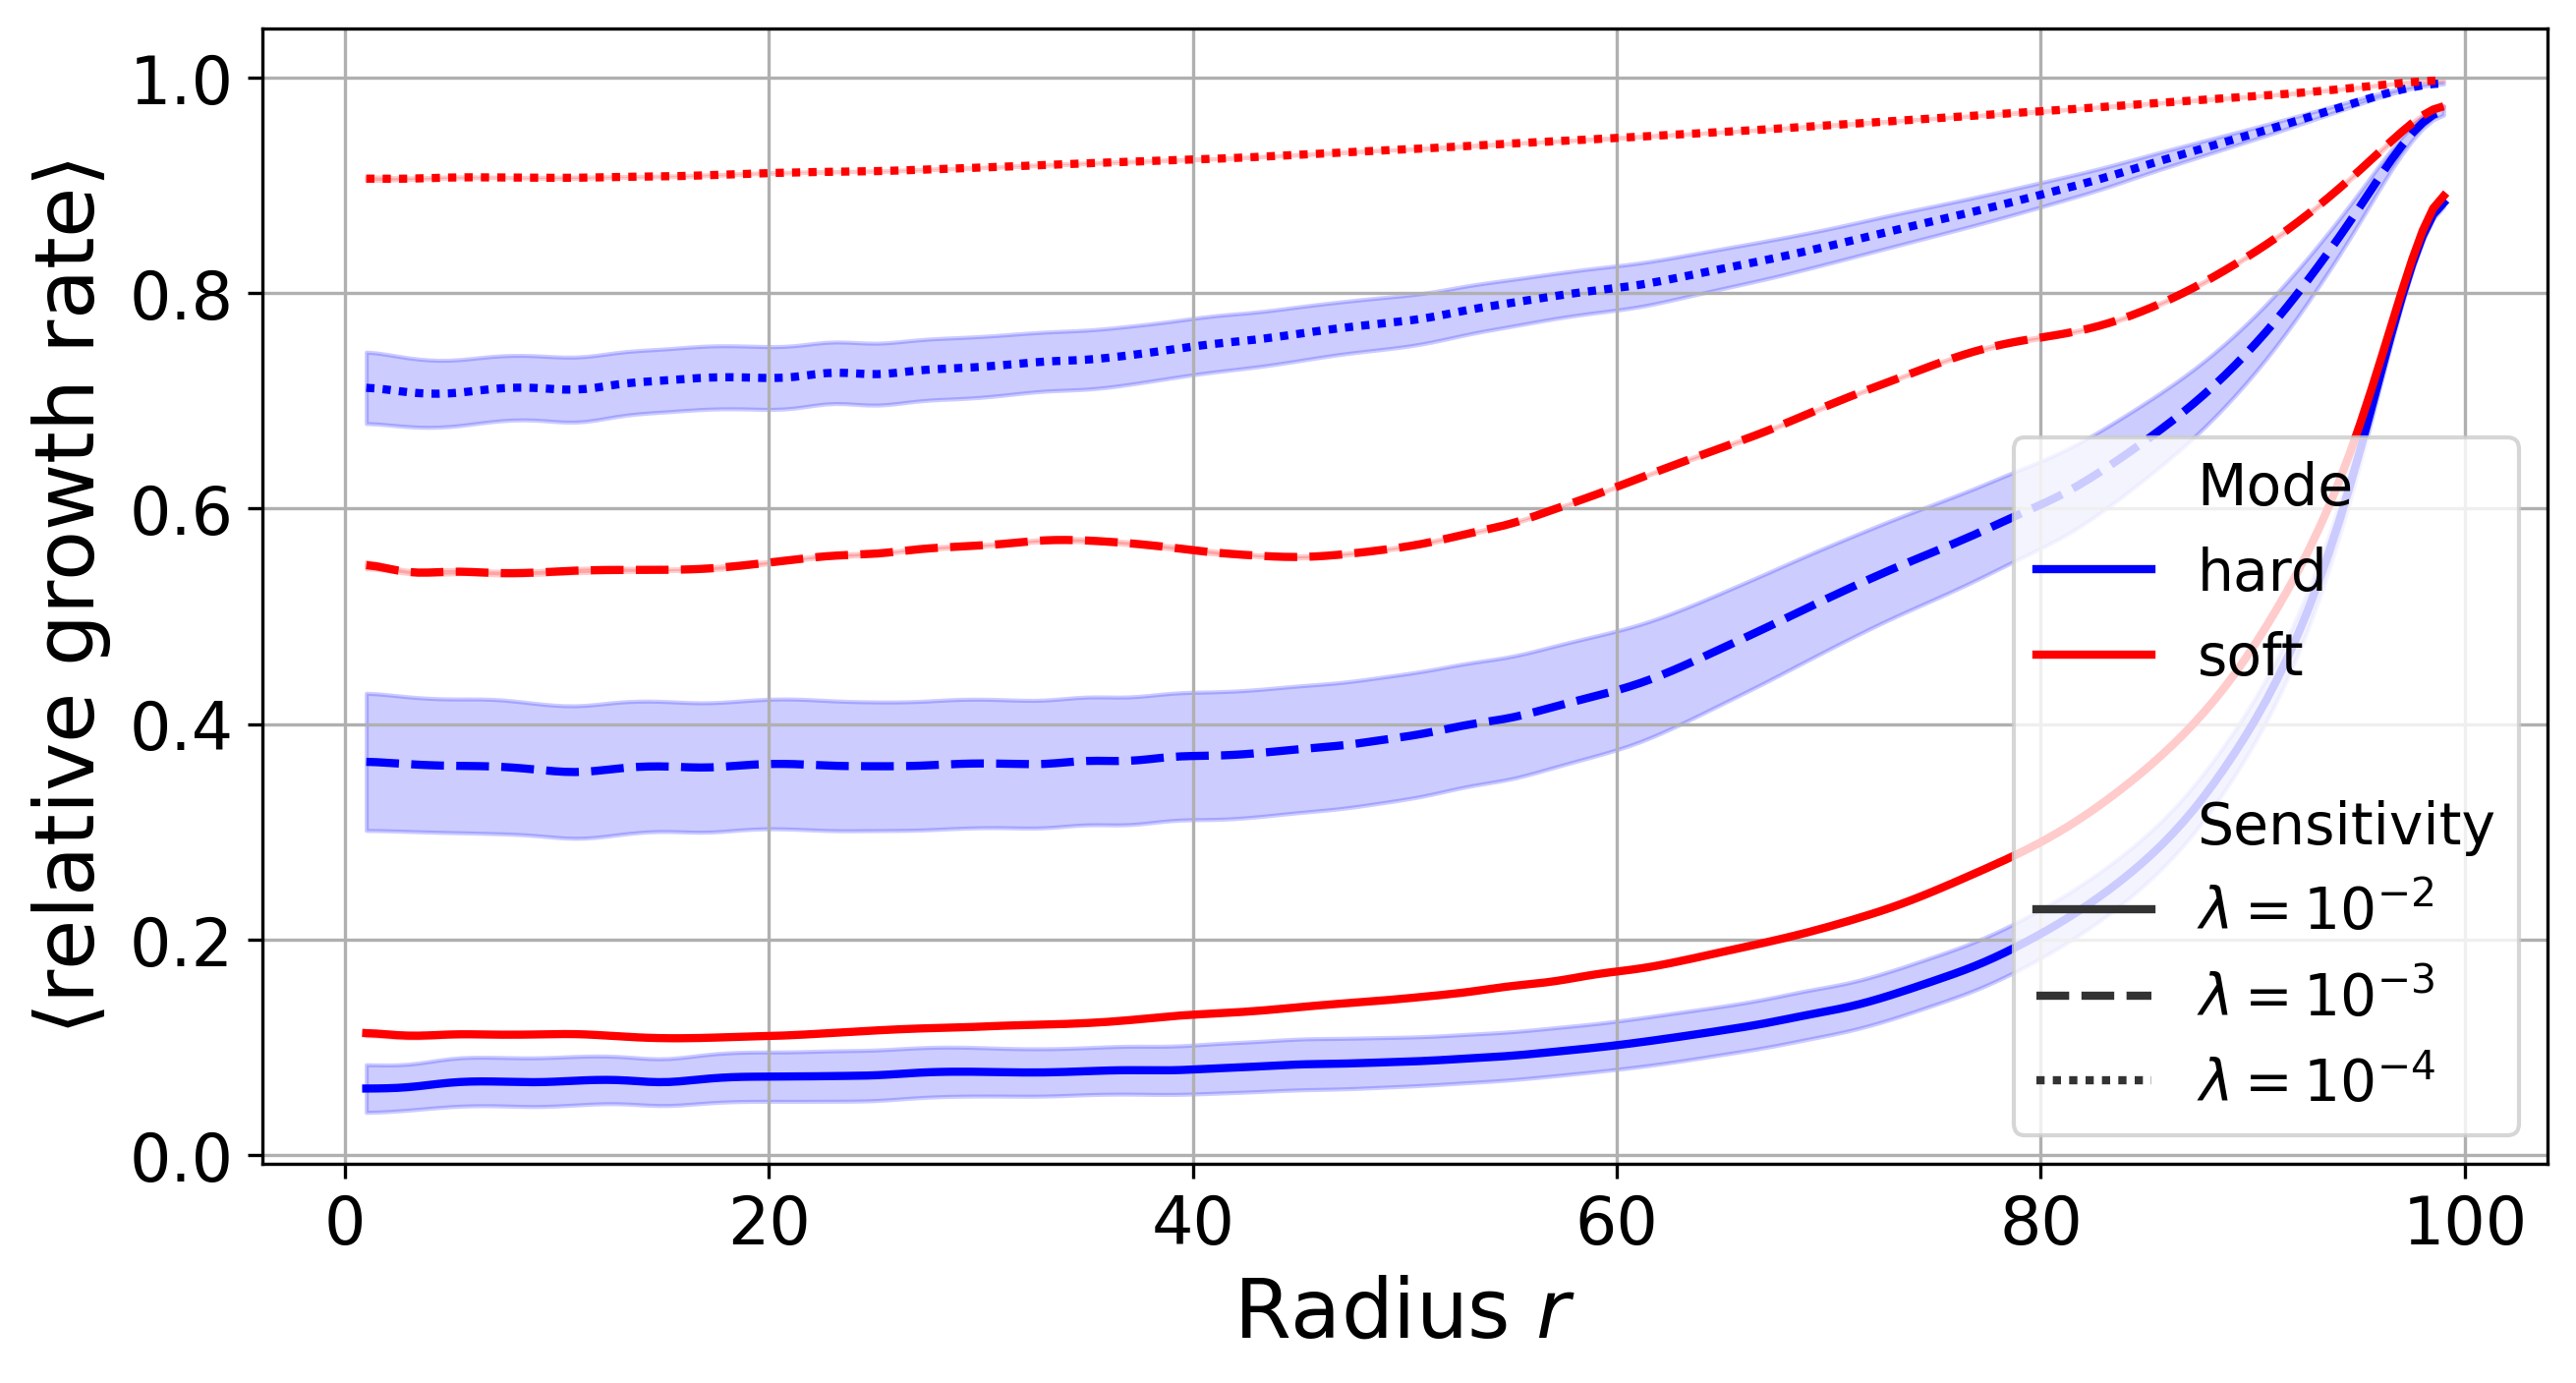 ⟨relative growth rate⟩
1.0
0.8
0.6
0.4
0.2
0.0
0 20 40 60 80 100
Radius r
Mode
hard
soft
Sensitivity
λ = 10⁻²
λ = 10⁻³
λ = 10⁻⁴